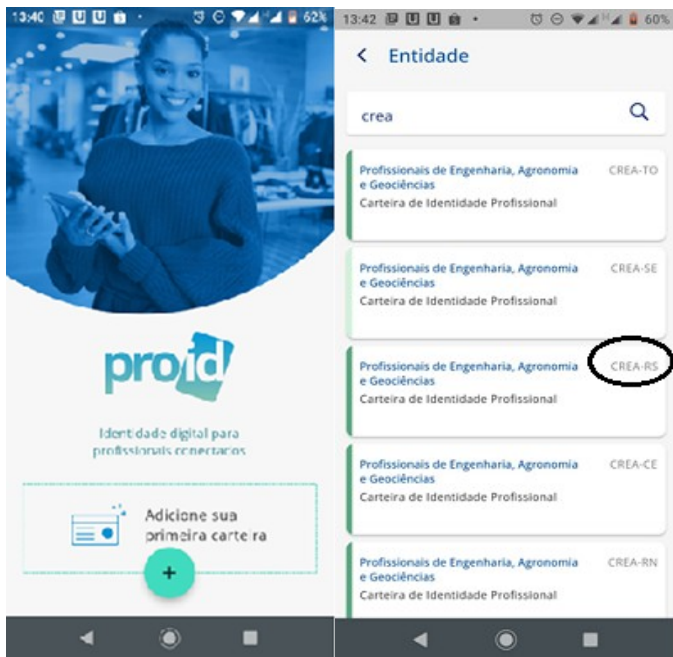 13:40
62%
proid
Identidade digital para
profissionais conectados
Adicione sua
primeira carteira
+
13:42
60%
Entidade
crea
Profissionais de Engenharia, Agronomia
e Geociências
CREA-TO
Carteira de Identidade Profissional
Profissionais de Engenharia, Agronomia
e Geociências
CREA-SE
Carteira de Identidade Profissional
Profissionais de Engenharia, Agronomia
e Geociências
CREA-RS
Carteira de Identidade Profissional
Profissionais de Engenharia, Agronomia
e Geociências
CREA-CE
Carteira de Identidade Profissional
Profissionais de Engenharia, Agronomia
e Geociências
CREA-RN
Carteira de Identidade Profissional